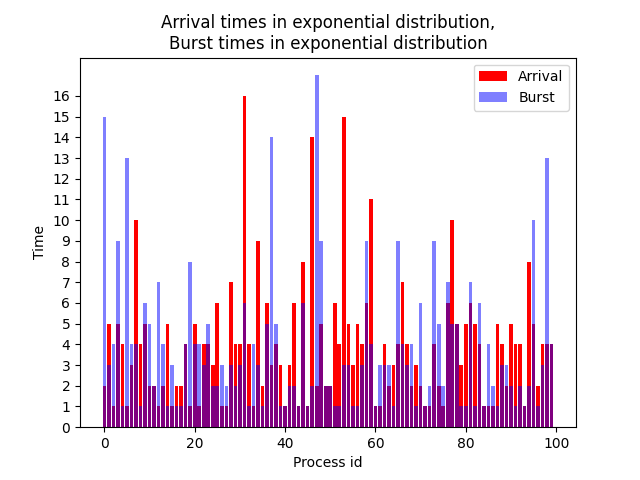 Arrival times in exponential distribution,
Burst times in exponential distribution
Arrival
Burst
16
15
14
13
12
11
10
9
8
7
6
5
4
3
2
1
0
Time
0 20 40 60 80 100
Process id